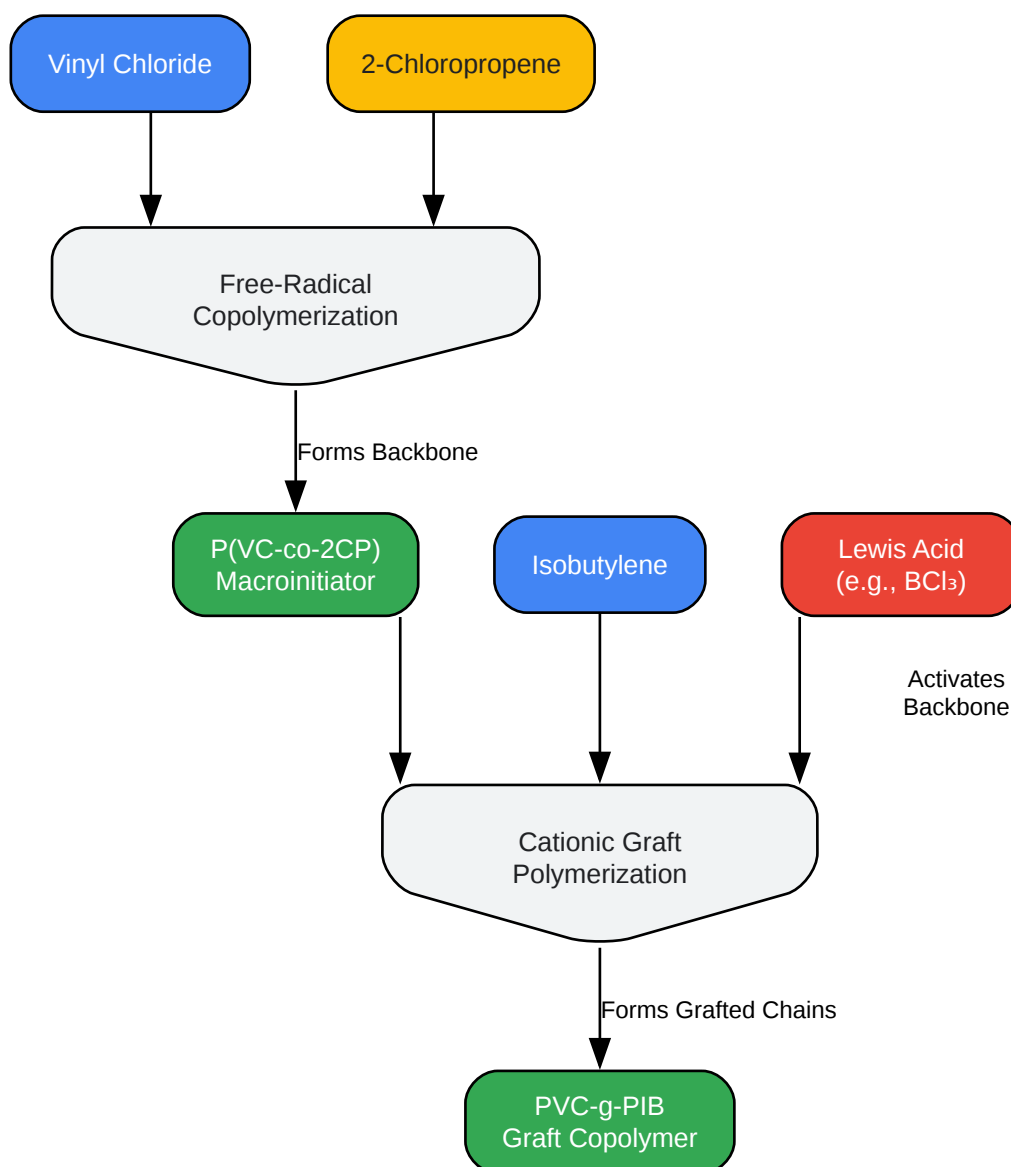 Vinyl Chloride
2-Chloropropene
Free-Radical
Copolymerization
Forms Backbone
P(VC-co-2CP)
Macroinitiator
Isobutylene
Lewis Acid
(e.g., BCl₃)
Activates
Backbone
Cationic Graft
Polymerization
Forms Grafted Chains
PVC-g-PIB
Graft Copolymer